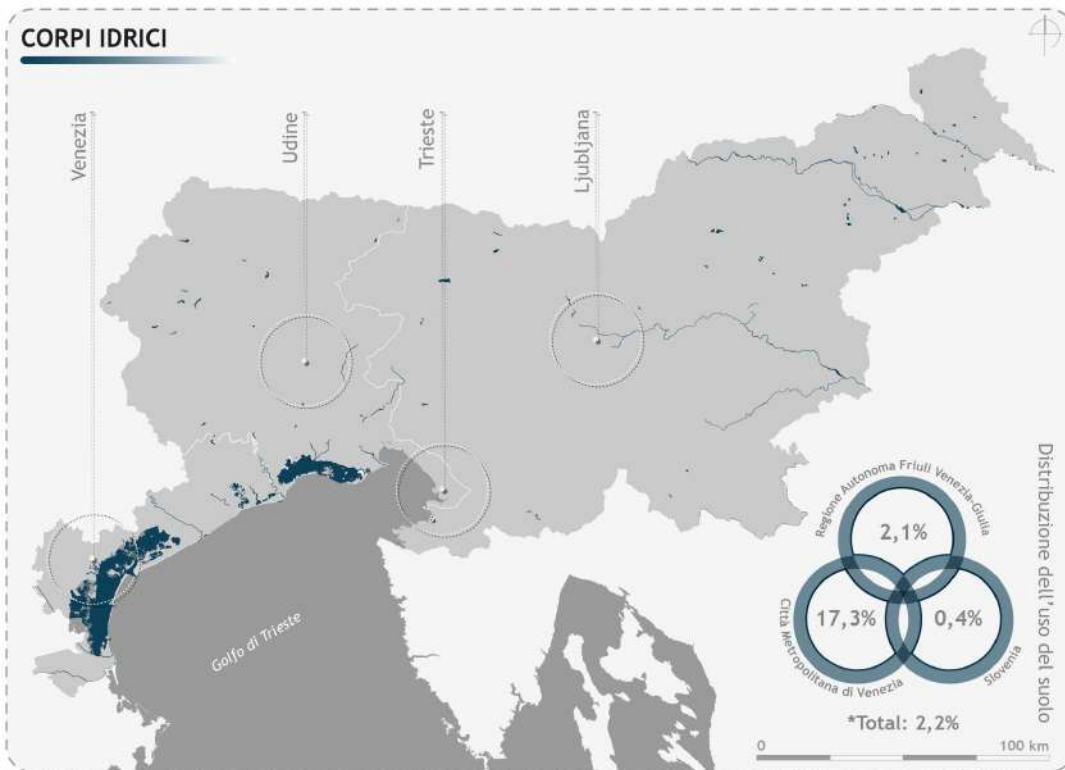 CORPI IDRICI
Venezia
Udine
Trieste
Ljubljana
Golfo di Trieste
Distribuzione dell'uso del suolo
Regione Autonoma Friuli Venezia-Giulia
2,1%
Città Metropolitana di Venezia
17,3%
0,4%
Slovenia
*Total: 2,2%
0
100 km